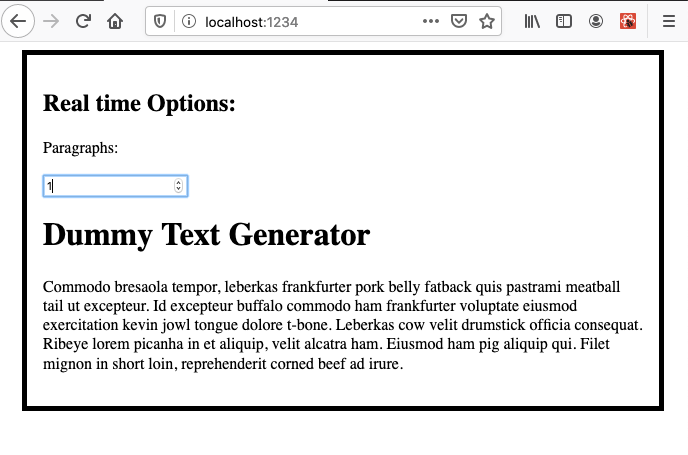 localhost:1234
Real time Options:
Paragraphs:
1
Dummy Text Generator
Commodo bresaola tempor, leberkas frankfurter pork belly fatback quis pastrami meatball
tail ut excepteur. Id excepteur buffalo commodo ham frankfurter voluptate eiusmod
exercitation kevin jowl tongue dolore t-bone. Leberkas cow velit drumstick officia consequat.
Ribeye lorem picanha in et aliquip, velit alcatra ham. Eiusmod ham pig aliquip qui. Filet
mignon in short loin, reprehenderit corned beef ad irure.